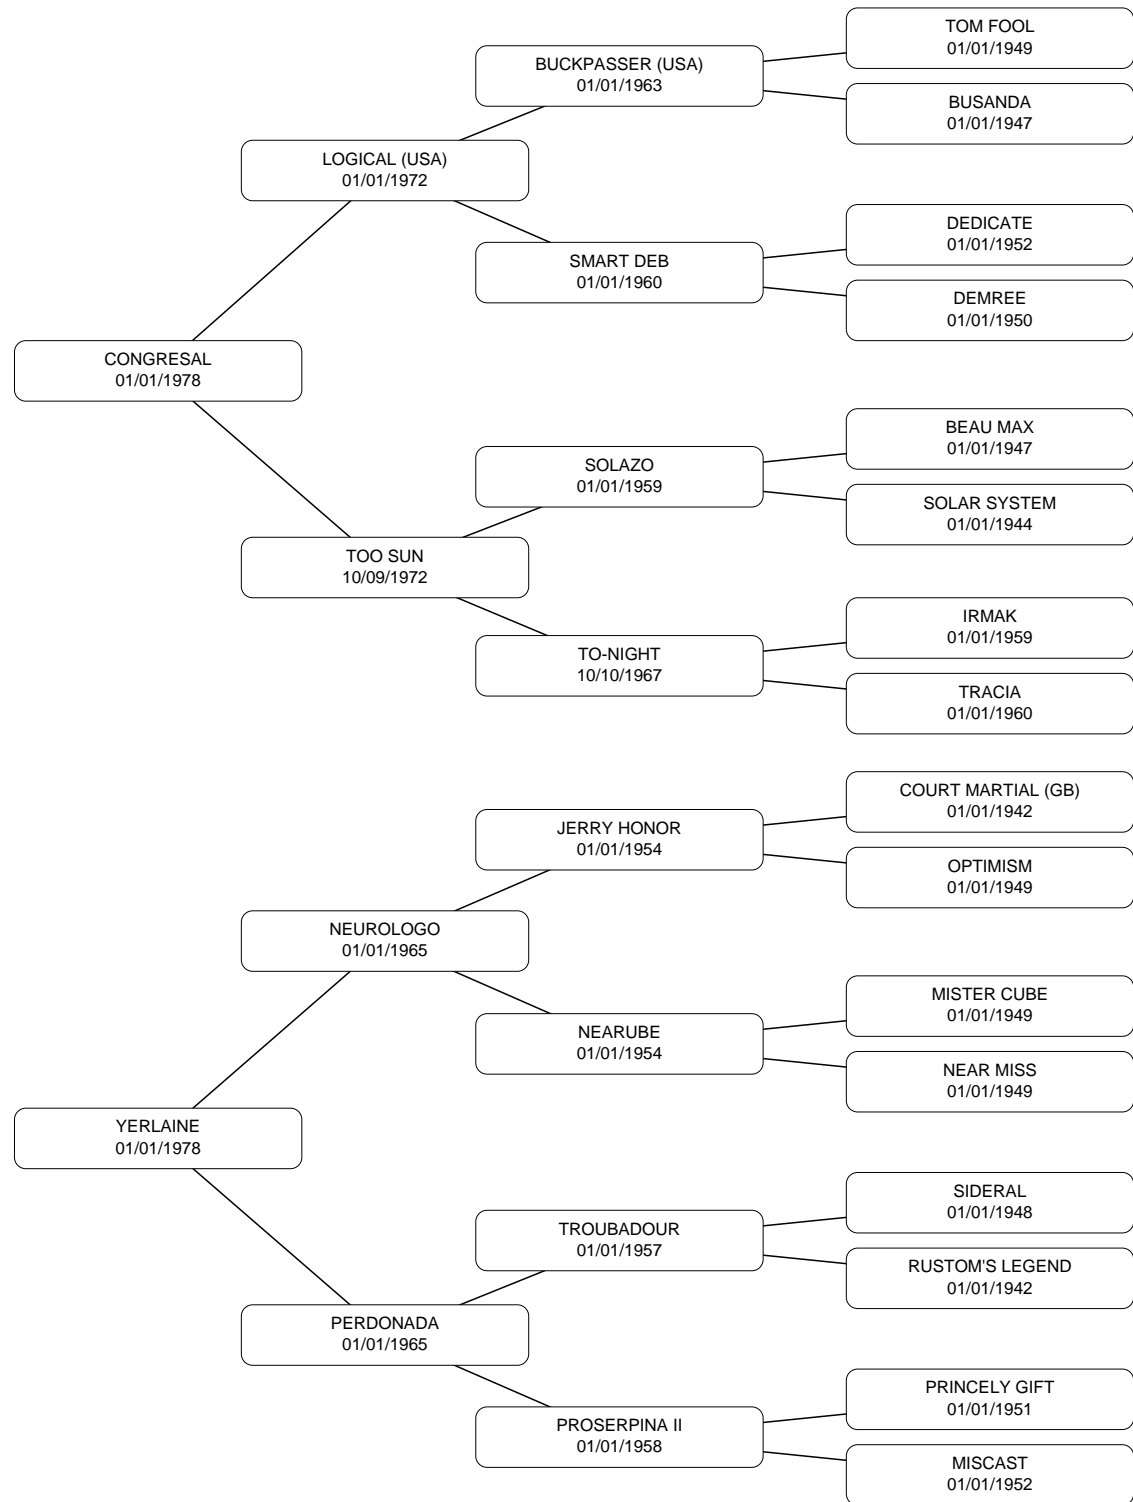 TOM FOOL
01/01/1949
BUCKPASSER (USA)
01/01/1963
BUSANDA
01/01/1947
LOGICAL (USA)
01/01/1972
DEDICATE
01/01/1952
SMART DEB
01/01/1960
DEMREE
01/01/1950
CONGRESAL
01/01/1978
BEAU MAX
01/01/1947
SOLAZO
01/01/1959
SOLAR SYSTEM
01/01/1944
TOO SUN
10/09/1972
IRMAK
01/01/1959
TO-NIGHT
10/10/1967
TRACIA
01/01/1960
COURT MARTIAL (GB)
01/01/1942
JERRY HONOR
01/01/1954
OPTIMISM
01/01/1949
NEUROLOGO
01/01/1965
MISTER CUBE
01/01/1949
NEARUBE
01/01/1954
NEAR MISS
01/01/1949
YERLAINE
01/01/1978
SIDERAL
01/01/1948
TROUBADOUR
01/01/1957
RUSTOM'S LEGEND
01/01/1942
PERDONADA
01/01/1965
PRINCELY GIFT
01/01/1951
PROSERPINA II
01/01/1958
MISCAST
01/01/1952